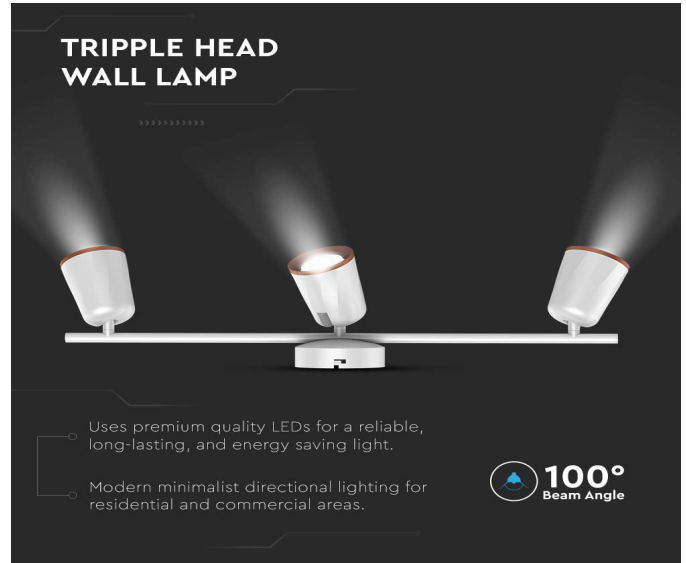 TRIPPLE HEAD
WALL LAMP
Uses premium quality LEDs for a reliable,
long-lasting, and energy saving light.
Modern minimalist directional lighting for
residential and commercial areas.
100°
Beam Angle